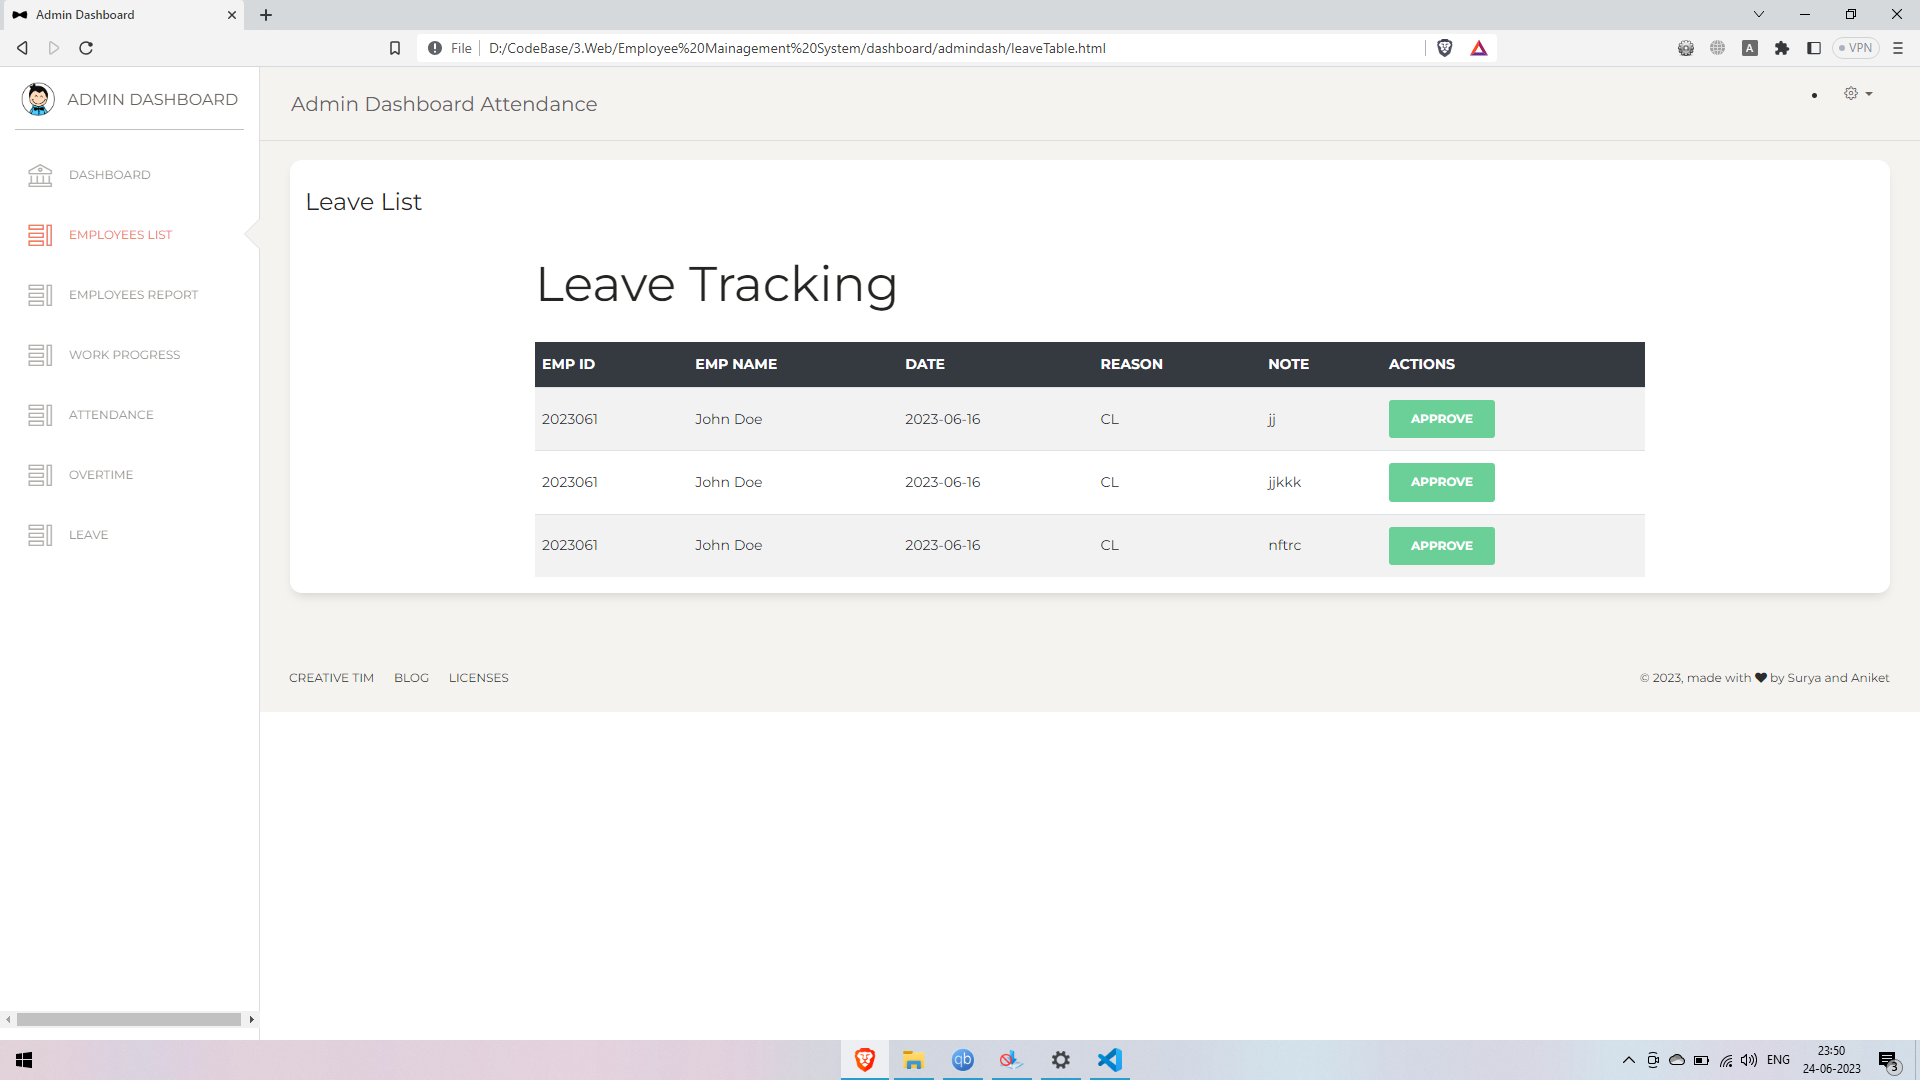 Admin Dashboard
File
D:/CodeBase/3.Web/Employee%20Mainagement%20System/dashboard/admindash/leaveTable.html
A
VPN
ADMIN DASHBOARD
Admin Dashboard Attendance
DASHBOARD
EMPLOYEES LIST
EMPLOYEES REPORT
WORK PROGRESS
ATTENDANCE
OVERTIME
LEAVE
Leave List
Leave Tracking
EMP ID EMP NAME DATE REASON NOTE ACTIONS
2023061 John Doe 2023-06-16 CL jj APPROVE
2023061 John Doe 2023-06-16 CL jjkkk APPROVE
2023061 John Doe 2023-06-16 CL nftrc APPROVE
CREATIVE TIM BLOG LICENSES
© 2023, made with ♥ by Surya and Aniket
qb
ENG
23:50
24-06-2023
3